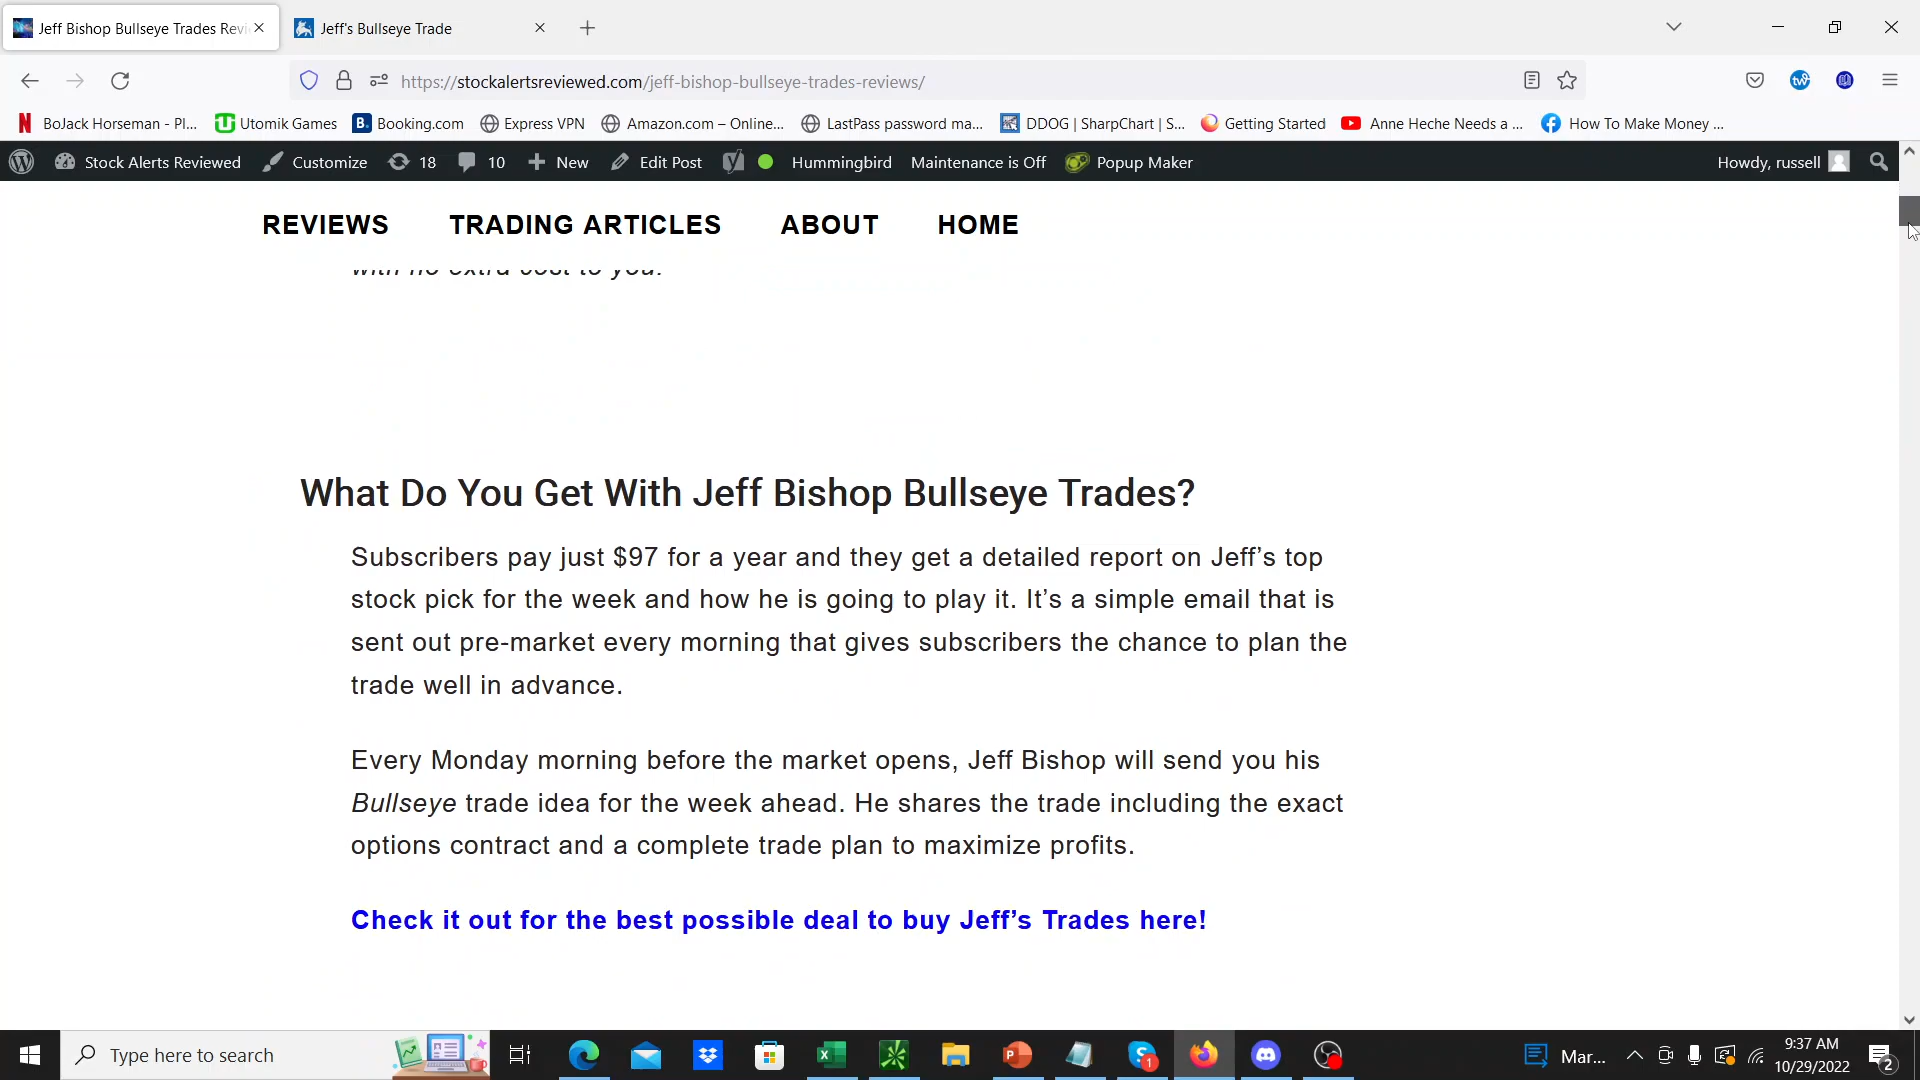 Jeff Bishop Bullseye Trades Revi
Jeff's Bullseye Trade
https://stockalertsreviewed.com/jeff-bishop-bullseye-trades-reviews/
BoJack Horseman - Pl...
Utomik Games
Booking.com
Express VPN
Amazon.com – Online...
LastPass password ma...
DDOG | SharpChart | S...
Getting Started
Anne Heche Needs a ...
How To Make Money ...
Stock Alerts Reviewed
Customize
18
10
New
Edit Post
Hummingbird
Maintenance is Off
Popup Maker
Howdy, russell
REVIEWS
TRADING ARTICLES
ABOUT
HOME
with no extra cost to you.
What Do You Get With Jeff Bishop Bullseye Trades?
Subscribers pay just $97 for a year and they get a detailed report on Jeff’s top
stock pick for the week and how he is going to play it. It’s a simple email that is
sent out pre-market every morning that gives subscribers the chance to plan the
trade well in advance.
Every Monday morning before the market opens, Jeff Bishop will send you his
Bullseye trade idea for the week ahead. He shares the trade including the exact
options contract and a complete trade plan to maximize profits.
Check it out for the best possible deal to buy Jeff’s Trades here!
Type here to search
Mar...
9:37 AM
10/29/2022
2